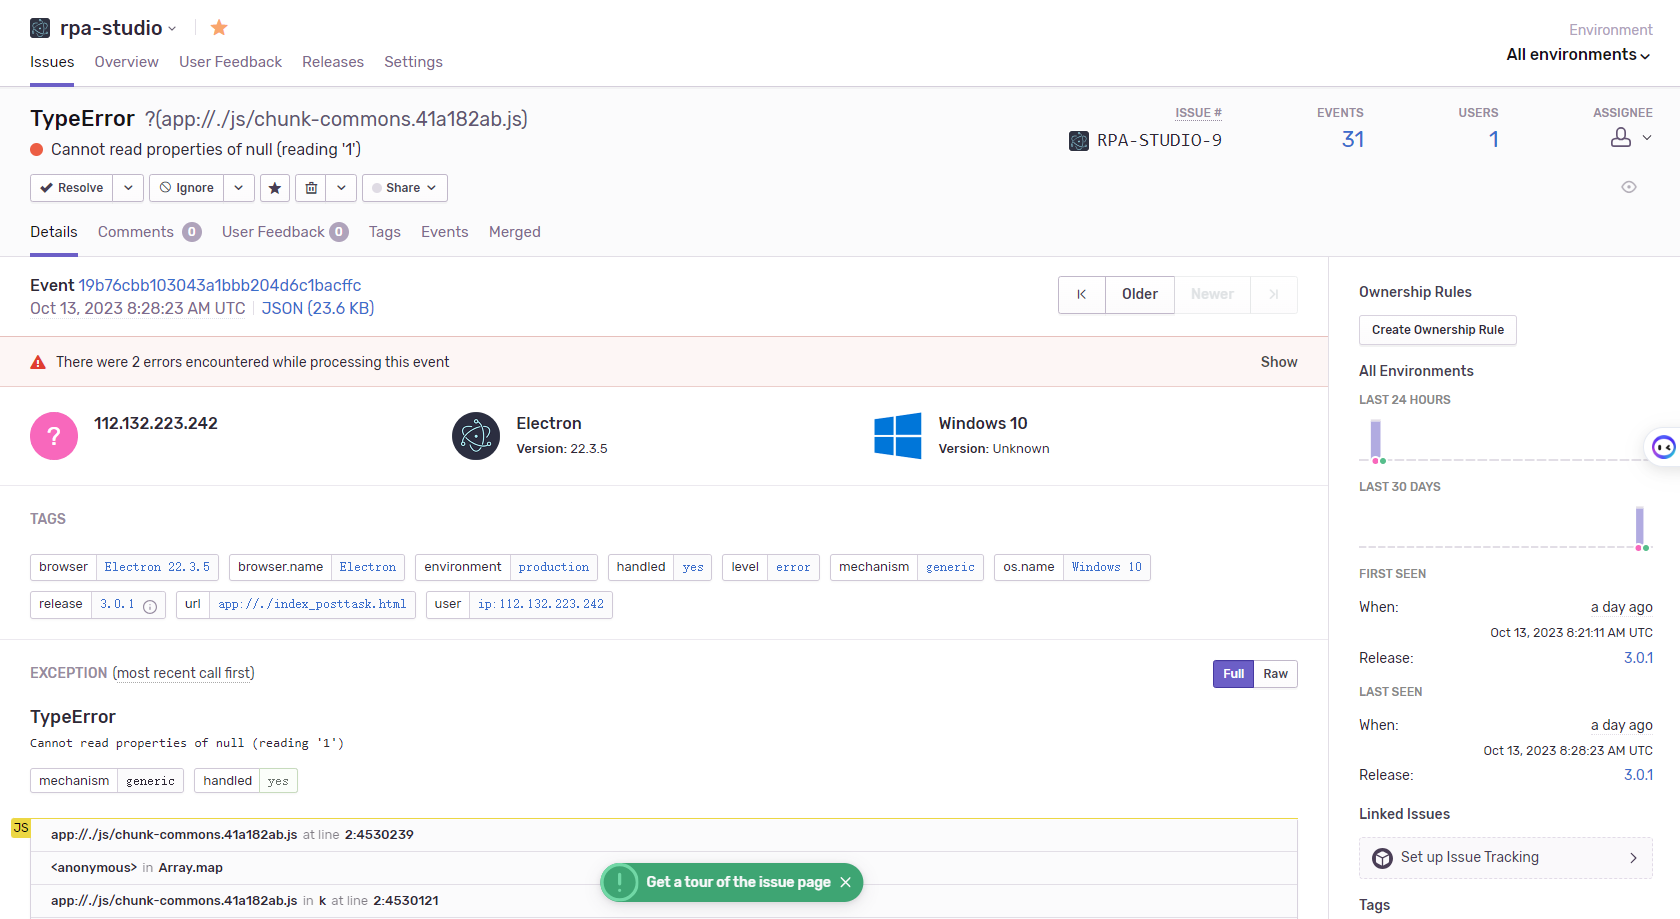 rpa-studio
Environment
All environments
Issues Overview User Feedback Releases Settings
TypeError ?(app://./js/chunk-commons.41a182ab.js)
Cannot read properties of null (reading '1')
ISSUE # EVENTS USERS ASSIGNEE
RPA-STUDIO-9 31 1
Resolve Ignore Share
Details Comments 0 User Feedback 0 Tags Events Merged
Event 19b76cbb103043a1bbb204d6c1bacffc
Oct 13, 2023 8:28:23 AM UTC JSON (23.6 KB)
Older Newer
There were 2 errors encountered while processing this event Show
? 112.132.223.242
Electron
Version: 22.3.5
Windows 10
Version: Unknown
TAGS
browser Electron 22.3.5 browser.name Electron environment production handled yes level error mechanism generic os.name Windows 10
release 3.0.1 url app://./index_posttask.html user ip:112.132.223.242
EXCEPTION (most recent call first) Full Raw
TypeError
Cannot read properties of null (reading '1')
mechanism generic handled yes
JS
app://./js/chunk-commons.41a182ab.js at line 2:4530239
<anonymous> in Array.map
app://./js/chunk-commons.41a182ab.js in k at line 2:4530121
Get a tour of the issue page
Ownership Rules
Create Ownership Rule
All Environments
LAST 24 HOURS
LAST 30 DAYS
FIRST SEEN
When: a day ago
Oct 13, 2023 8:21:11 AM UTC
Release: 3.0.1
LAST SEEN
When: a day ago
Oct 13, 2023 8:28:23 AM UTC
Release: 3.0.1
Linked Issues
Set up Issue Tracking
Tags